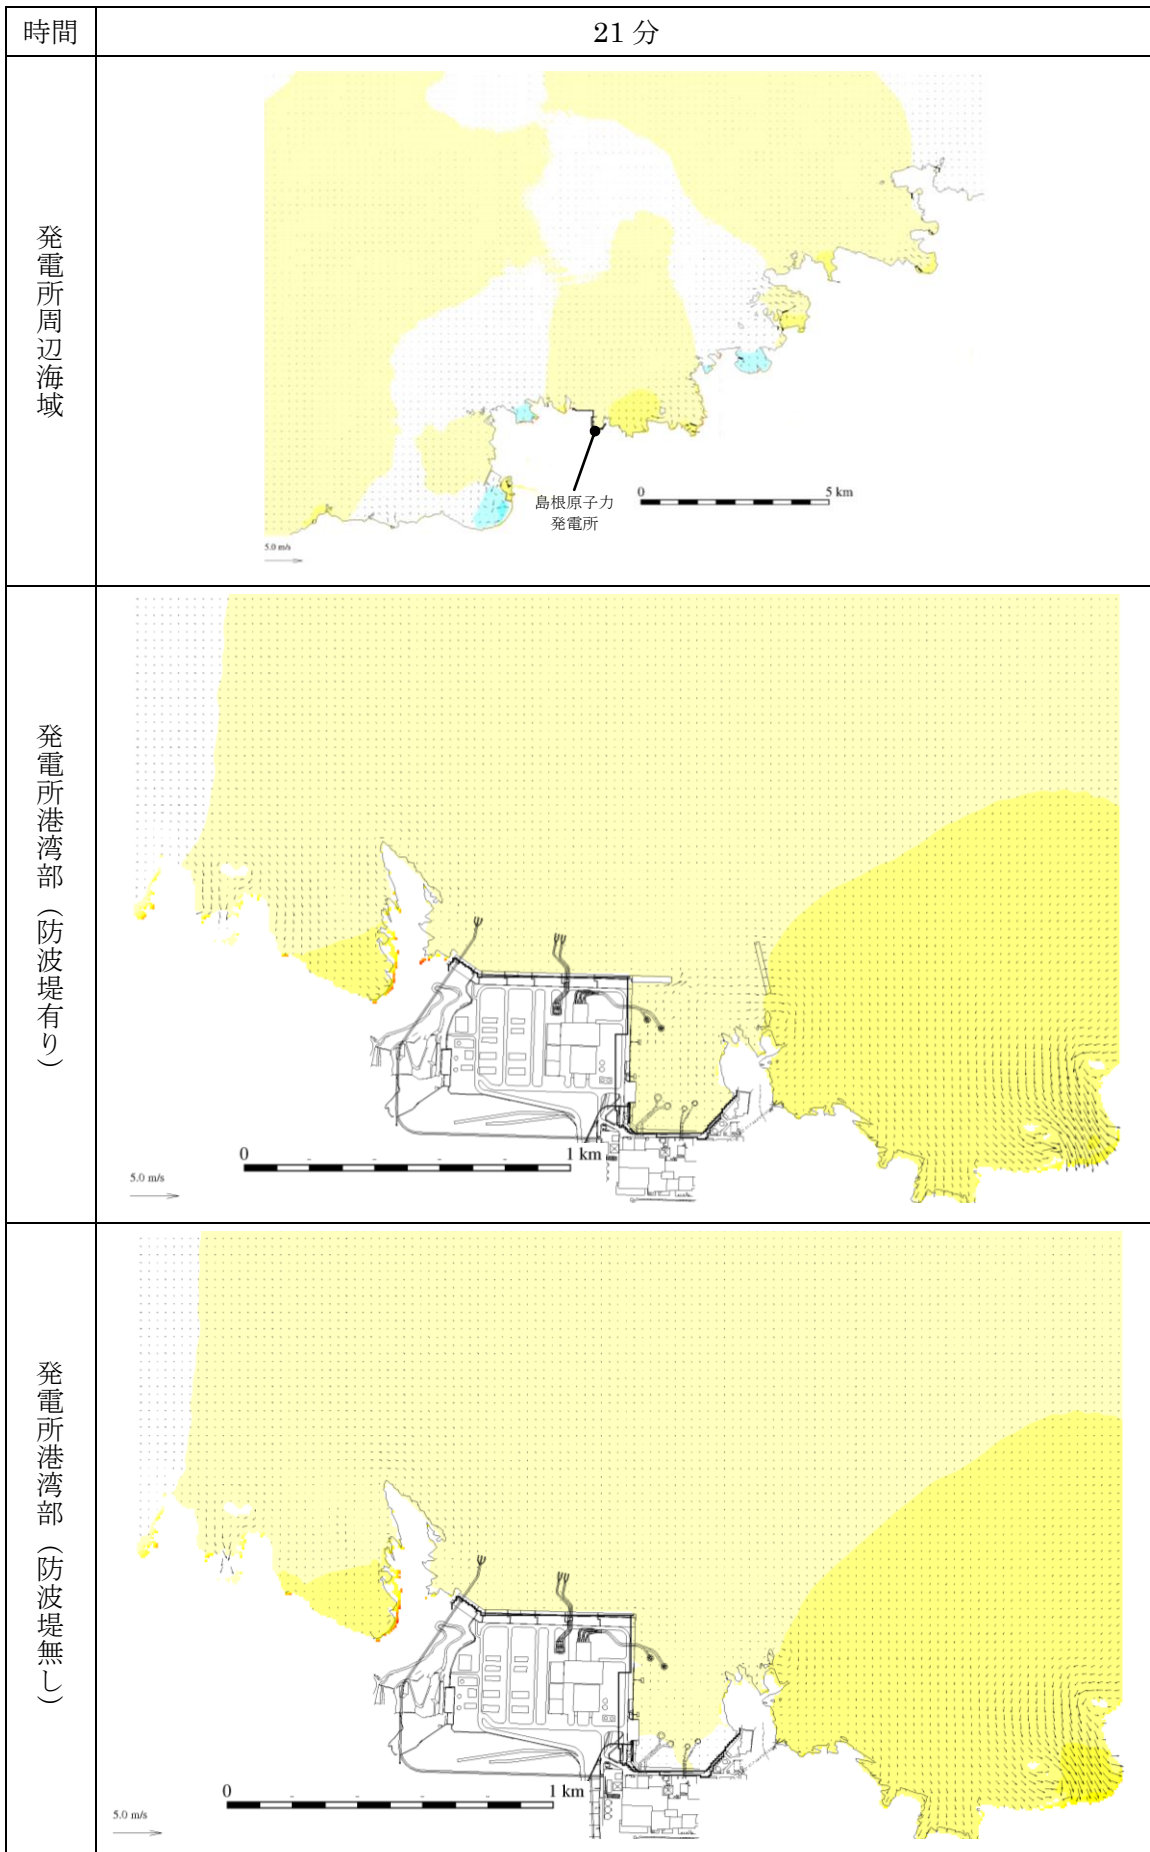 時間
21 分
発電所周辺海域
島根原子力
発電所
0 5 km
5.0 m/s
発電所港湾部（防波堤有り）
0 1 km
5.0 m/s
発電所港湾部（防波堤無し）
0 1 km
5.0 m/s